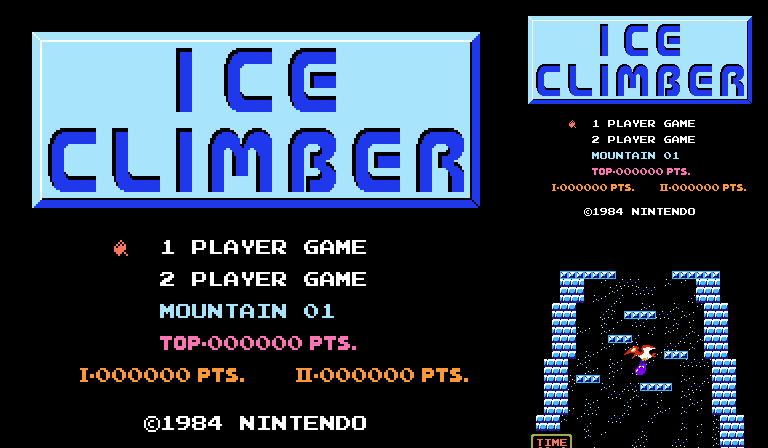 ICE
CLIMBER
1 PLAYER GAME
2 PLAYER GAME
MOUNTAIN 01
TOP·000000 PTS.
I·000000 PTS. II·000000 PTS.
©1984 NINTENDO
ICE
CLIMBER
1 PLAYER GAME
2 PLAYER GAME
MOUNTAIN 01
TOP·000000 PTS.
I·000000 PTS. II·000000 PTS.
©1984 NINTENDO
TIME